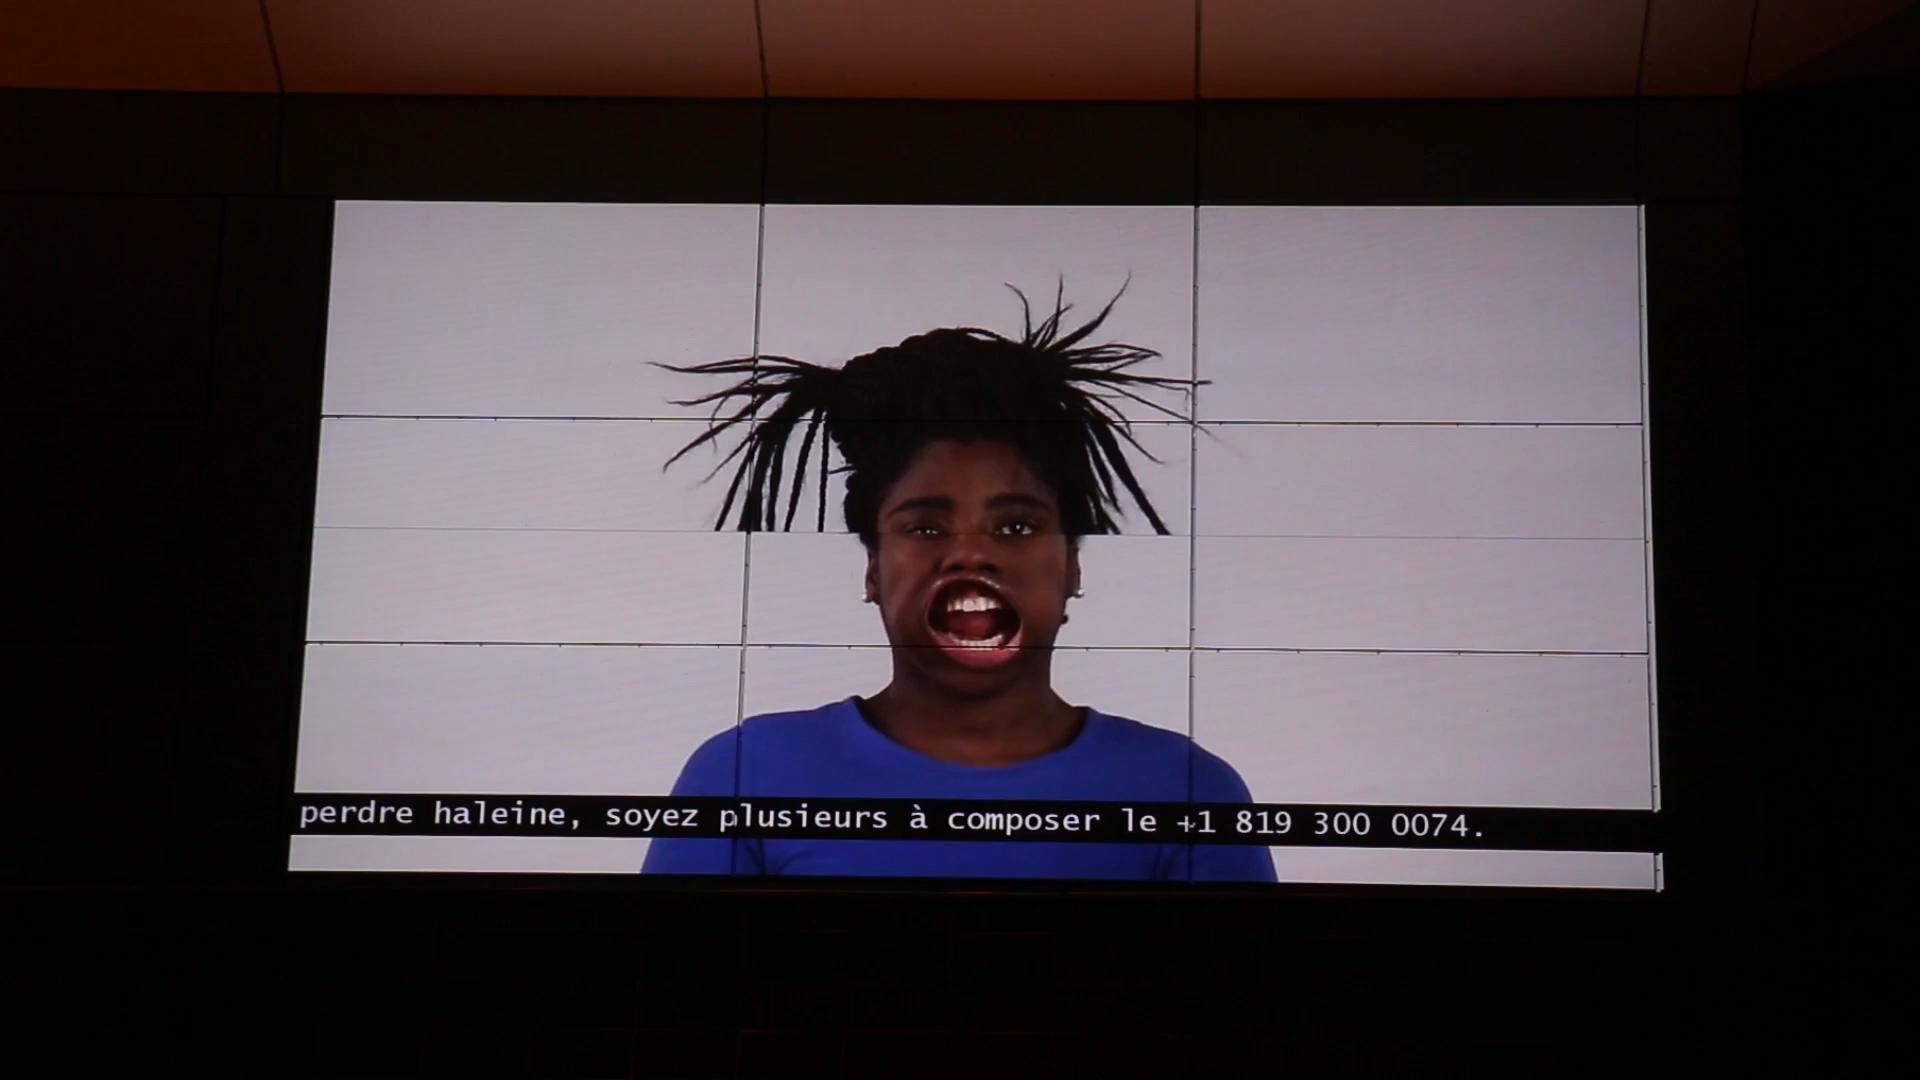 perdre haleine, soyez plusieurs à composer le +1 819 300 0074.